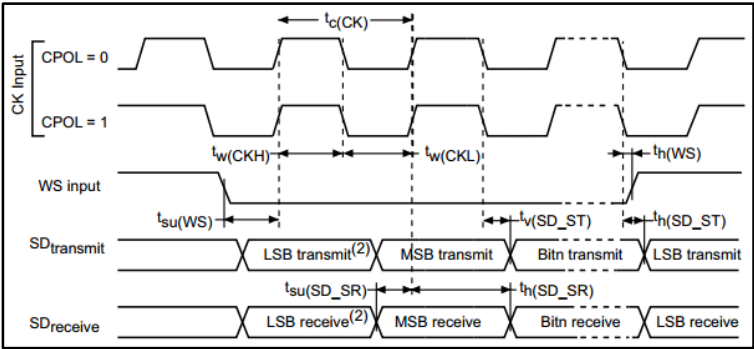 tc(CK)
CK Input
CPOL = 0
CPOL = 1
tw(CKH)
tw(CKL)
th(WS)
WS input
tsu(WS)
tv(SD_ST)
th(SD_ST)
SDtransmit
LSB transmit(2)
MSB transmit
Bitn transmit
LSB transmit
tsu(SD_SR)
th(SD_SR)
SDreceive
LSB receive(2)
MSB receive
Bitn receive
LSB receive